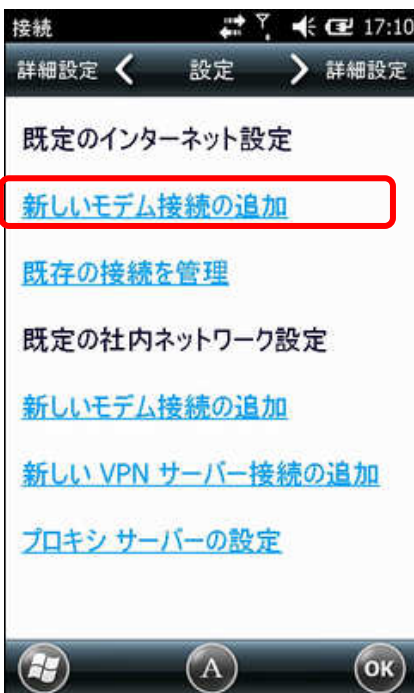 接続 17:10
詳細設定 設定 詳細設定
既定のインターネット設定
新しいモデム接続の追加
既存の接続を管理
既定の社内ネットワーク設定
新しいモデム接続の追加
新しい VPN サーバー接続の追加
プロキシ サーバーの設定
A OK